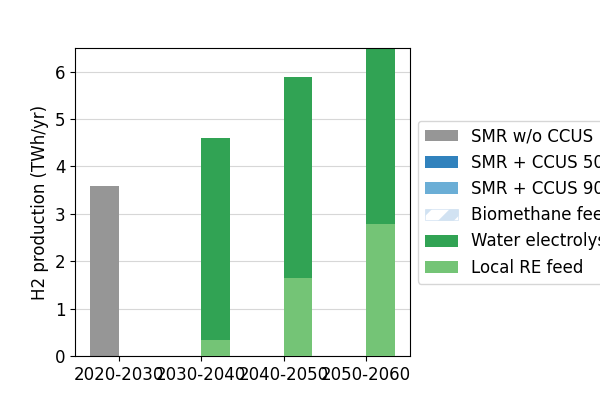 H2 production (TWh/yr)
6
5
4
3
2
1
0
2020-2030
2030-2040
2040-2050
2050-2060
SMR w/o CCUS
SMR + CCUS 50
SMR + CCUS 90
Biomethane fee
Water electrolys
Local RE feed